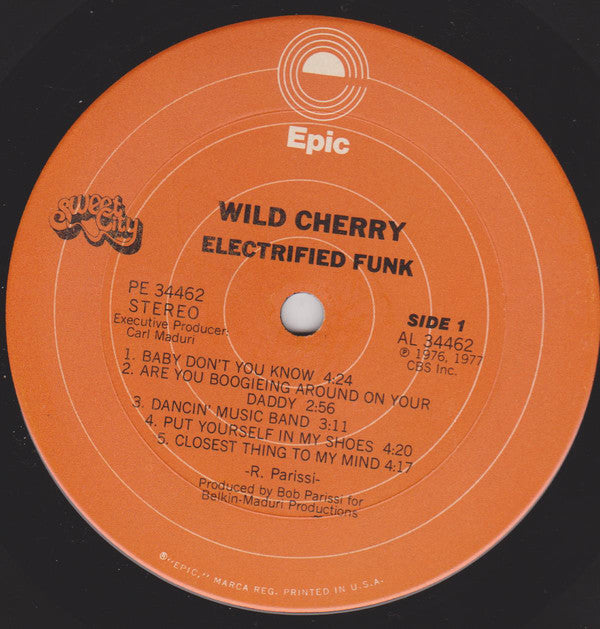 Epic
Sweet
City
WILD CHERRY
ELECTRIFIED FUNK
PE 34462
STEREO
Executive Producer:
Carl Maduri
SIDE 1
AL 34462
℗ 1976, 1977
CBS Inc.
1. BABY DON'T YOU KNOW 4:24
2. ARE YOU BOOGIEING AROUND ON YOUR
DADDY 2:56
3. DANCIN' MUSIC BAND 3:11
4. PUT YOURSELF IN MY SHOES 4:20
5. CLOSEST THING TO MY MIND 4:17
-R. Parissi-
Produced by Bob Parissi for
Belkin-Maduri Productions
®"EPIC," MARCA REG. PRINTED IN U.S.A.